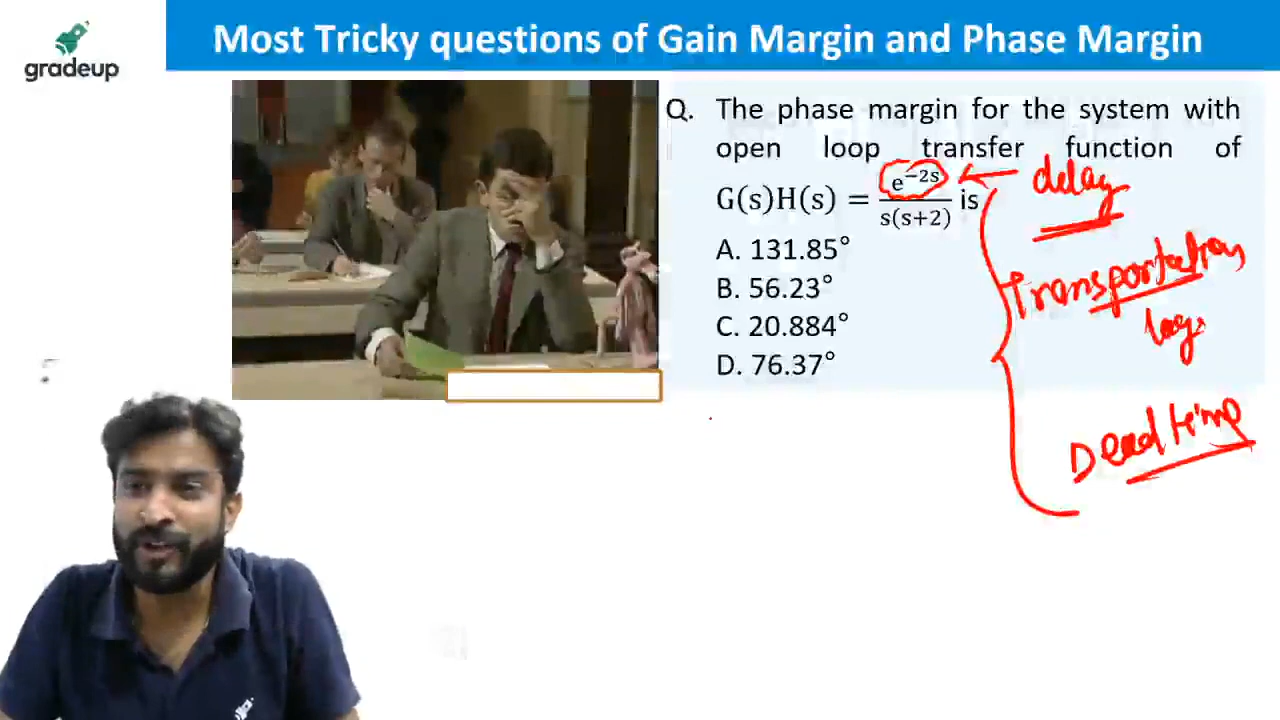 gradeup
Most Tricky questions of Gain Margin and Phase Margin
Q. The phase margin for the system with
open loop transfer function of
G(s)H(s) = e^−2s / s(s+2) is
A. 131.85°
B. 56.23°
C. 20.884°
D. 76.37°
delay
Transportation
lag
Dead time